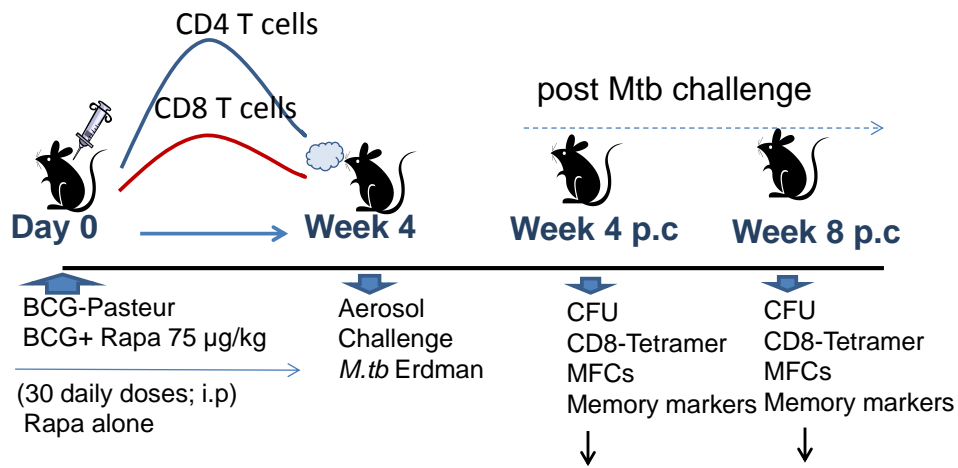 CD4 T cells
CD8 T cells
post Mtb challenge
Day 0
Week 4
Week 4 p.c
Week 8 p.c
BCG-Pasteur
BCG+ Rapa 75 µg/kg
(30 daily doses; i.p)
Rapa alone
Aerosol
Challenge
M.tb Erdman
CFU
CD8-Tetramer
MFCs
Memory markers
CFU
CD8-Tetramer
MFCs
Memory markers